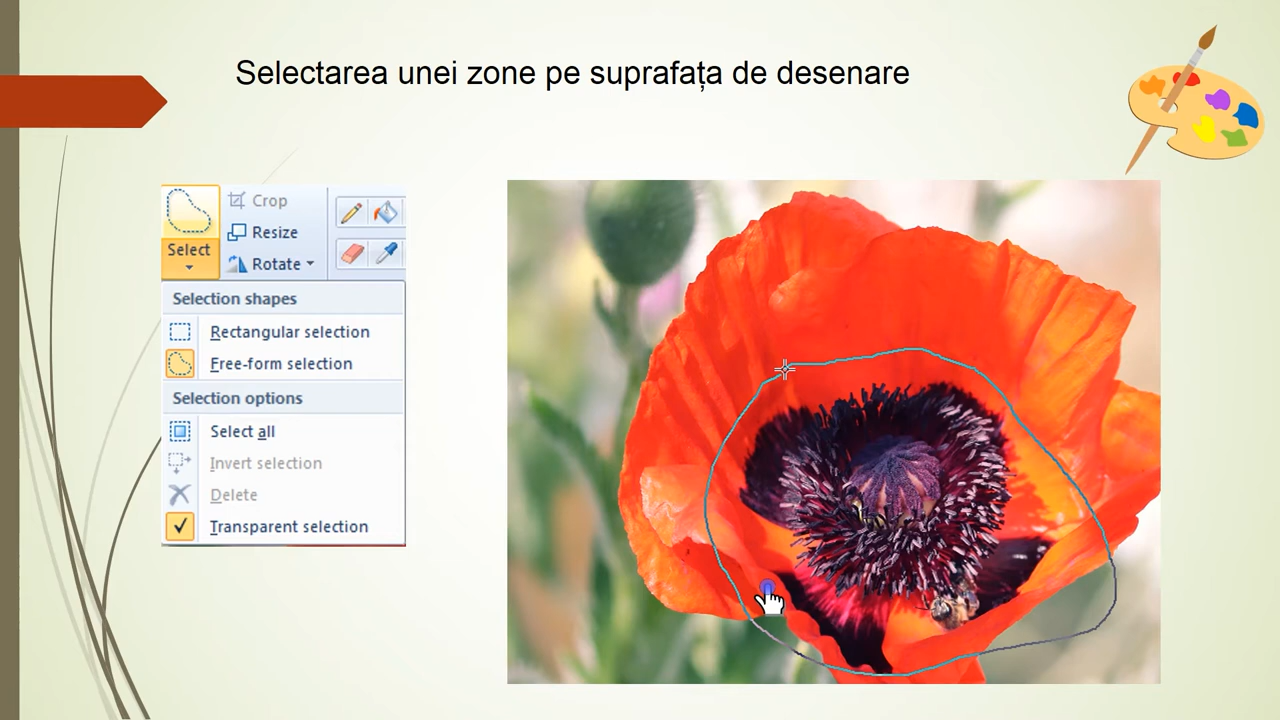 Selectarea unei zone pe suprafața de desenare
Crop
Resize
Select
Rotate
Selection shapes
Rectangular selection
Free-form selection
Selection options
Select all
Invert selection
Delete
Transparent selection